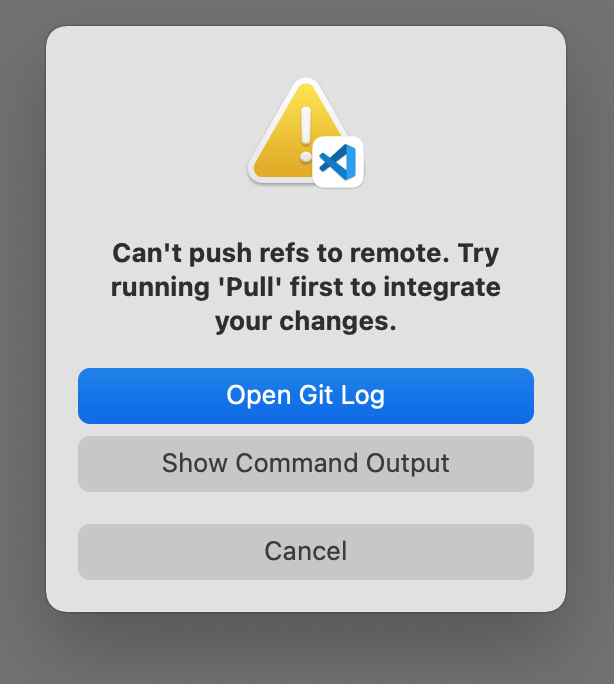 Can't push refs to remote. Try
running 'Pull' first to integrate
your changes.
Open Git Log
Show Command Output
Cancel